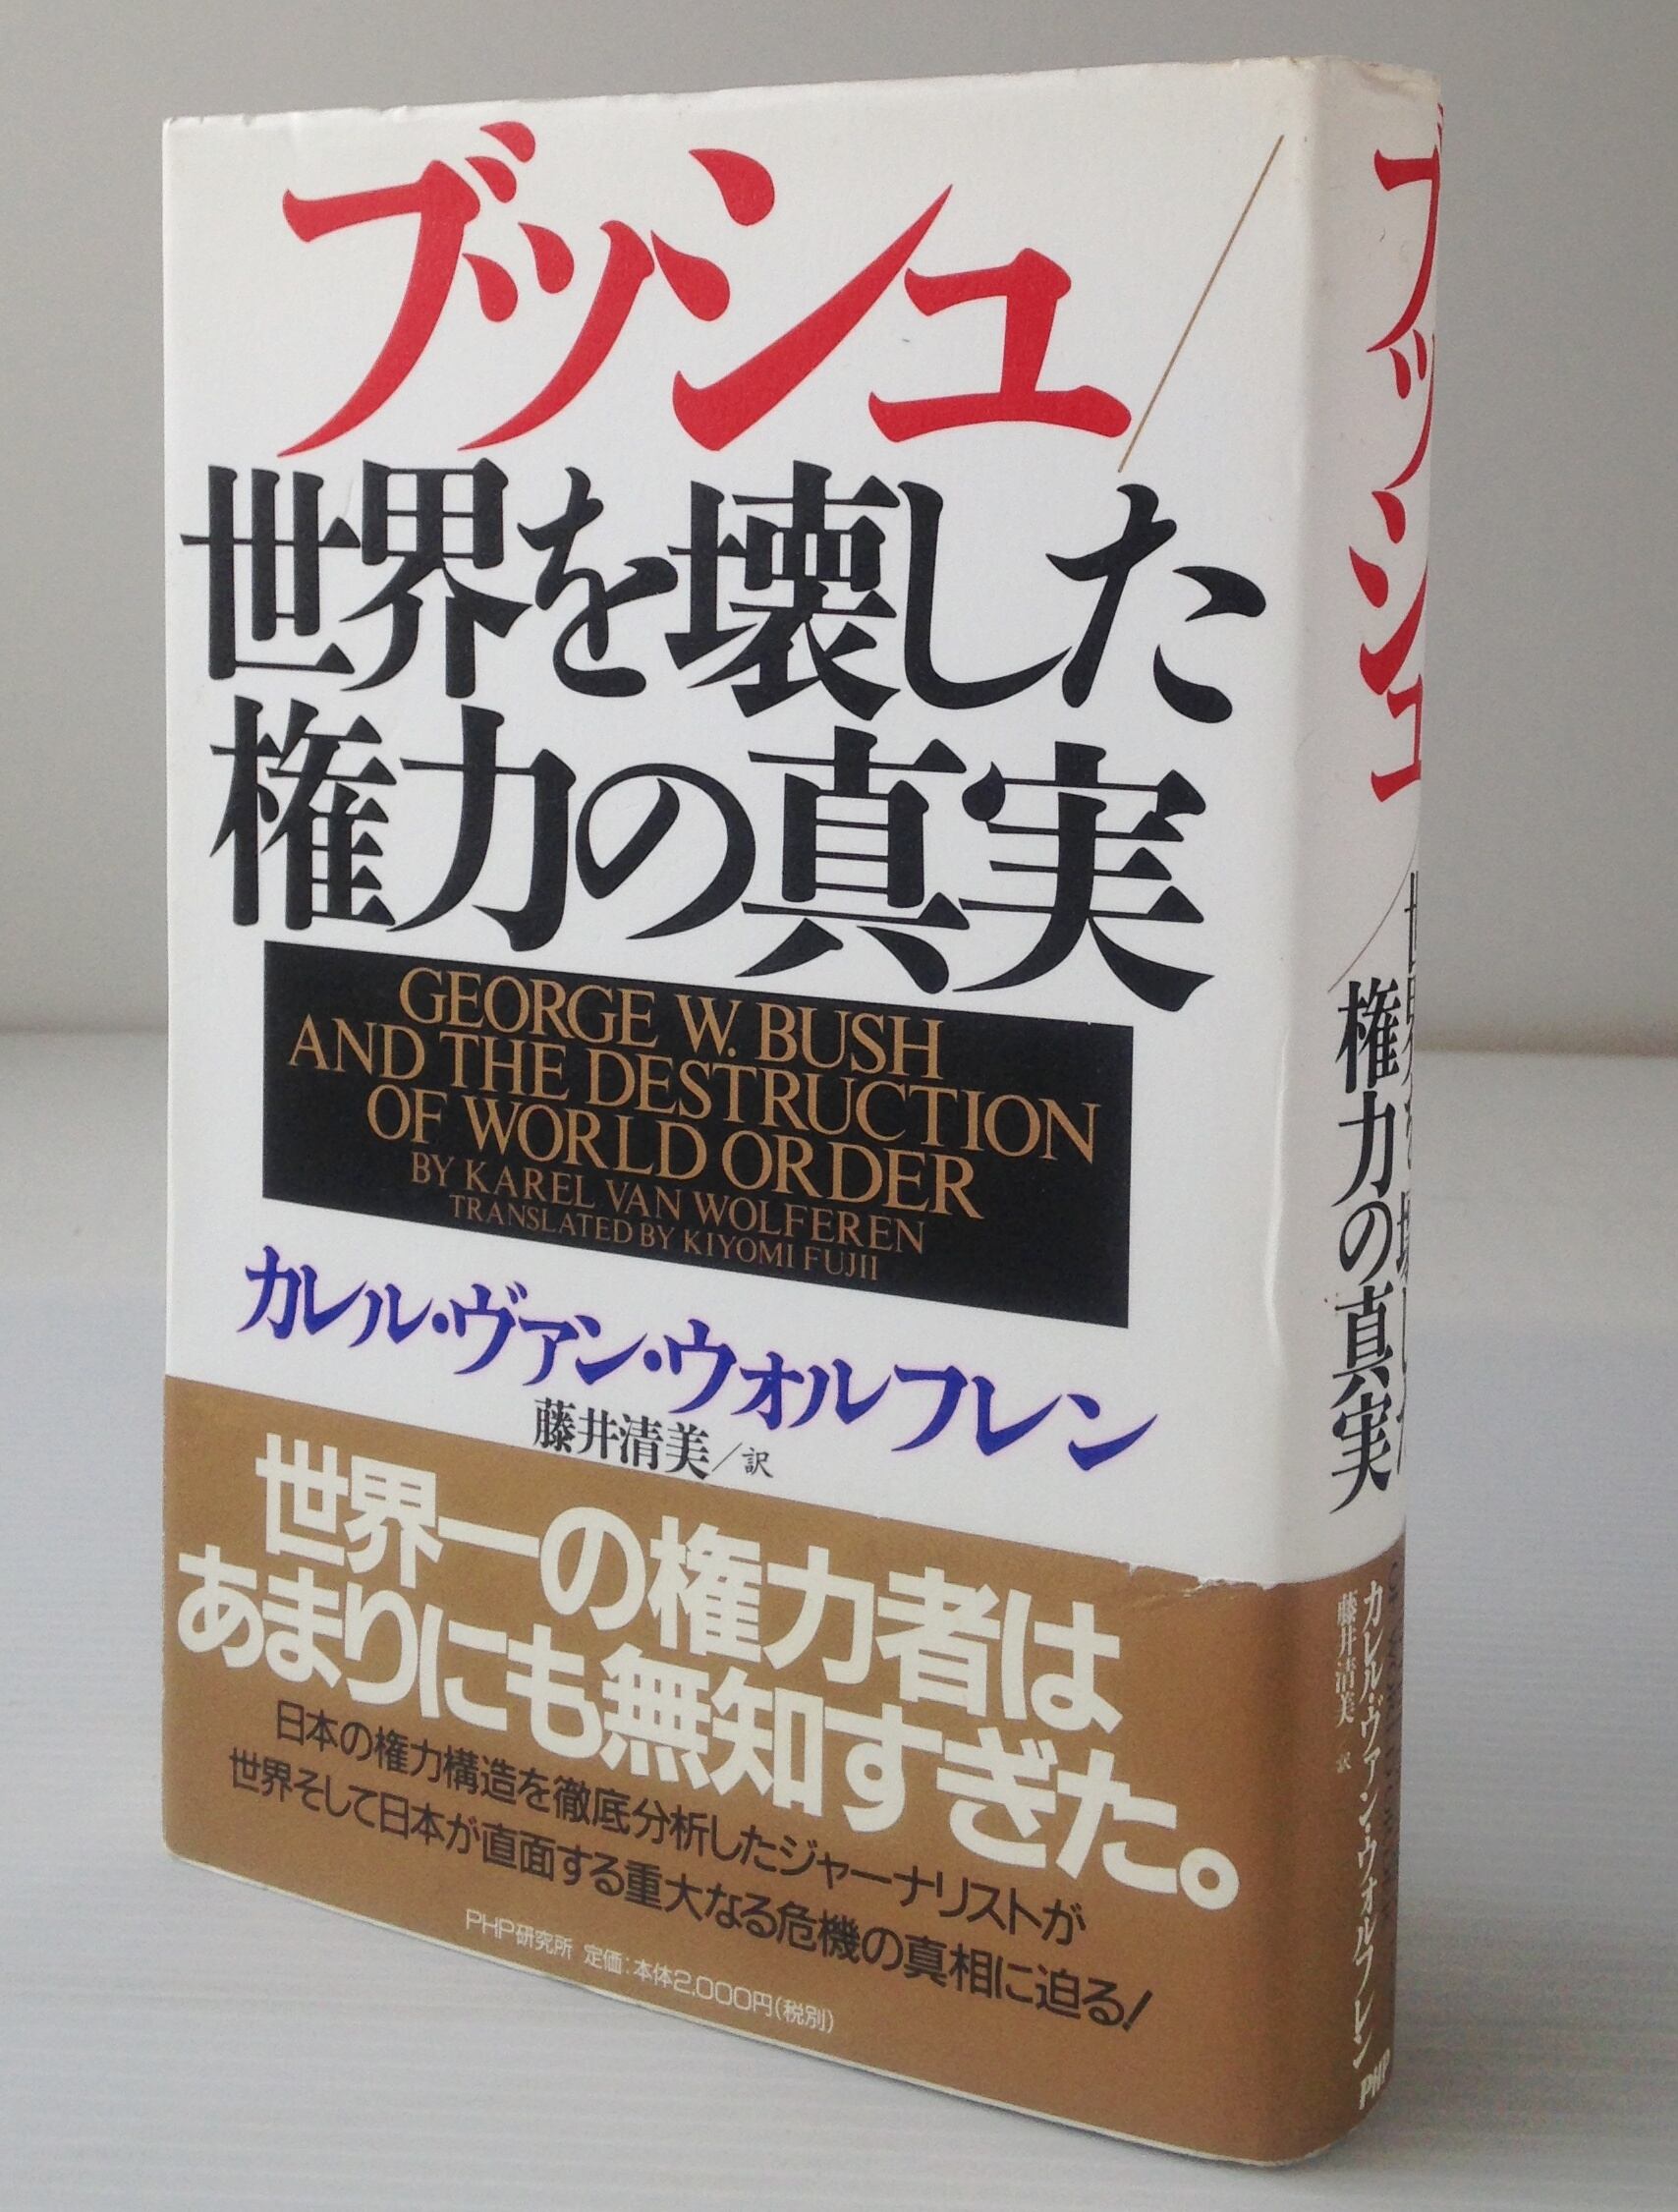 ブッシュ/
世界を壊した
権力の真実
GEORGE W. BUSH
AND THE DESTRUCTION
OF WORLD ORDER
BY KAREL VAN WOLFEREN
TRANSLATED BY KIYOMI FUJII
カレル・ヴァン・ウォルフレン
藤井清美/訳
世界一の権力者は
あまりにも無知すぎた。
日本の権力構造を徹底分析したジャーナリストが
世界そして日本が直面する重大なる危機の真相に迫る!
PHP研究所 定価:本体2,000円(税別)
ブッシュ/
世界を壊した
権力の真実
カレル・ヴァン・ウォルフレン
藤井清美 訳
PHP